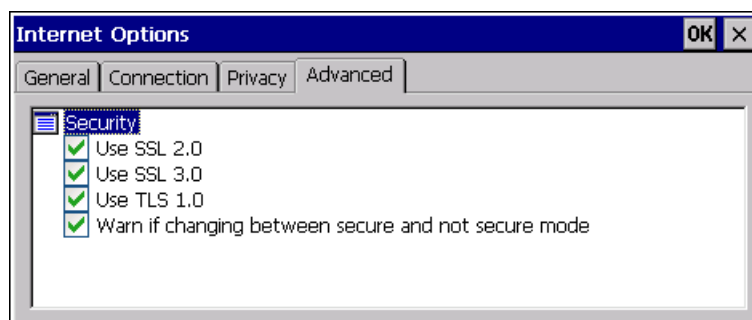 Internet Options OK ×
General Connection Privacy Advanced
Security
Use SSL 2.0
Use SSL 3.0
Use TLS 1.0
Warn if changing between secure and not secure mode